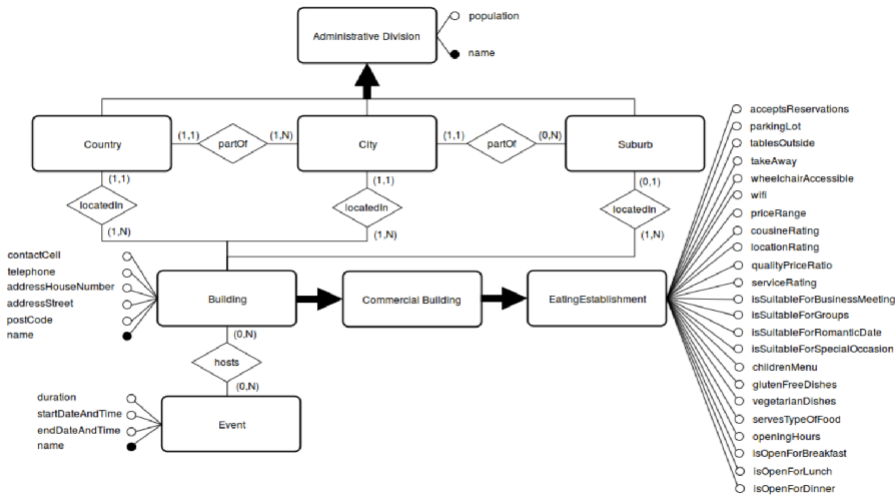 population
Administrative Division
name
Country
(1,1)
partOf
(1,N)
City
(1,1)
partOf
(0,N)
Suburb
(1,1)
locatedIn
(1,N)
(1,1)
locatedIn
(1,N)
(0,1)
locatedIn
(1,N)
contactCell
telephone
addressHouseNumber
addressStreet
postCode
name
Building
Commercial Building
EatingEstablishment
(0,N)
hosts
(0,N)
duration
startDateAndTime
endDateAndTime
name
Event
acceptsReservations
parkingLot
tablesOutside
takeAway
wheelchairAccessible
wifi
priceRange
cousineRating
locationRating
qualityPriceRatio
serviceRating
isSuitableForBusinessMeeting
isSuitableForGroups
isSuitableForRomanticDate
isSuitableForSpecialOccasion
childrenMenu
glutenFreeDishes
vegetarianDishes
servesTypeOfFood
openingHours
isOpenForBreakfast
isOpenForLunch
isOpenForDinner